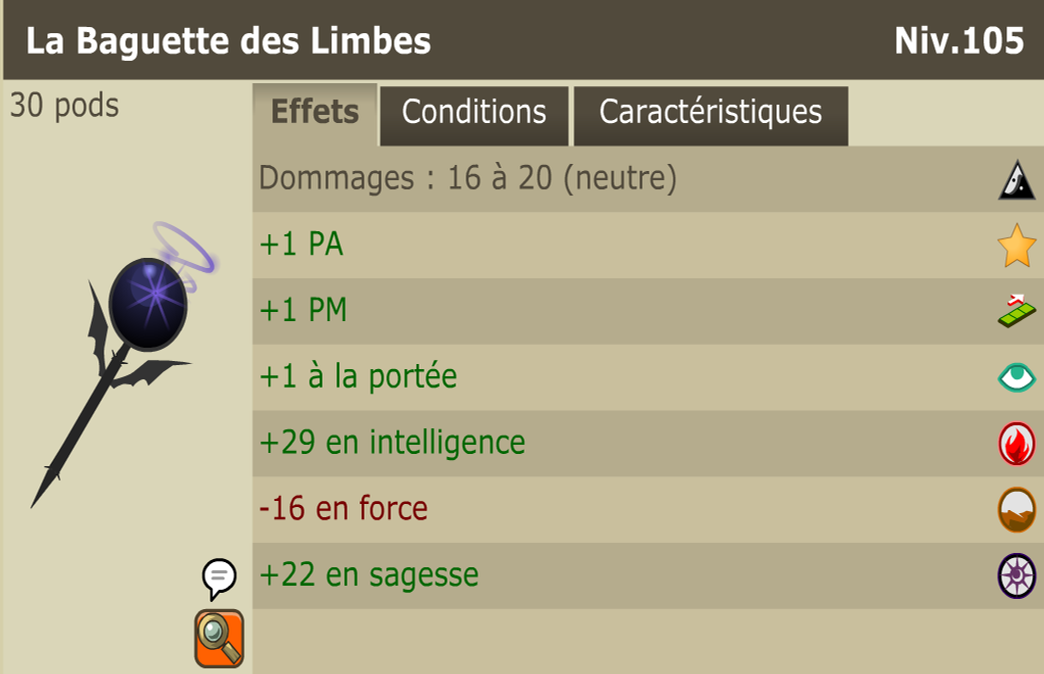 La Baguette des Limbes Niv.105
30 pods
Effets Conditions Caractéristiques
Dommages : 16 à 20 (neutre)
+1 PA
+1 PM
+1 à la portée
+29 en intelligence
-16 en force
+22 en sagesse